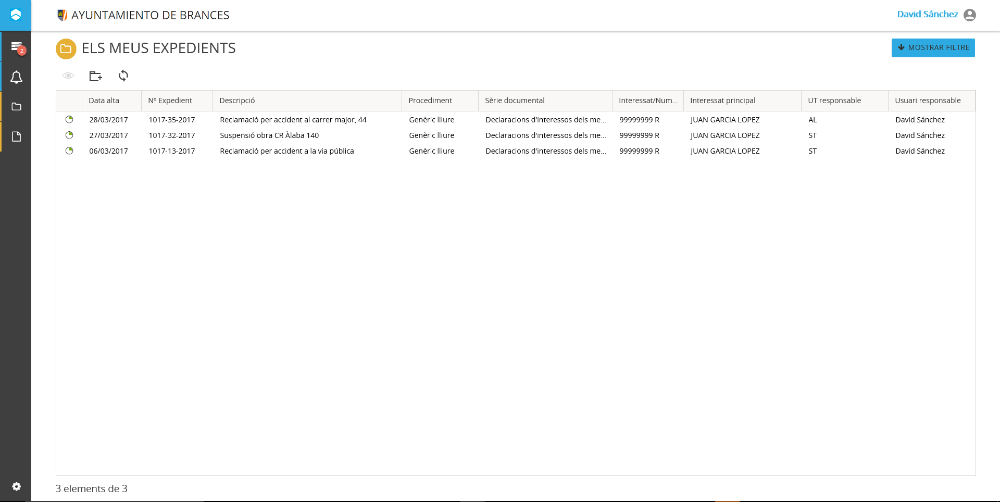 AYUNTAMIENTO DE BRANCES
David Sánchez
2
ELS MEUS EXPEDIENTS
MOSTRAR FILTRE
Data alta Nº Expedient Descripció Procediment Sèrie documental Interessat/Num... Interessat principal UT responsable Usuari responsable
28/03/2017 1017-35-2017 Reclamació per accident al carrer major, 44 Genèric lliure Declaracions d'interessos dels me... 99999999 R JUAN GARCIA LOPEZ AL David Sánchez
27/03/2017 1017-32-2017 Suspensió obra CR Àlaba 140 Genèric lliure Declaracions d'interessos dels me... 99999999 R JUAN GARCIA LOPEZ ST David Sánchez
06/03/2017 1017-13-2017 Reclamació per accident a la via pública Genèric lliure Declaracions d'interessos dels me... 99999999 R JUAN GARCIA LOPEZ ST David Sánchez
3 elements de 3